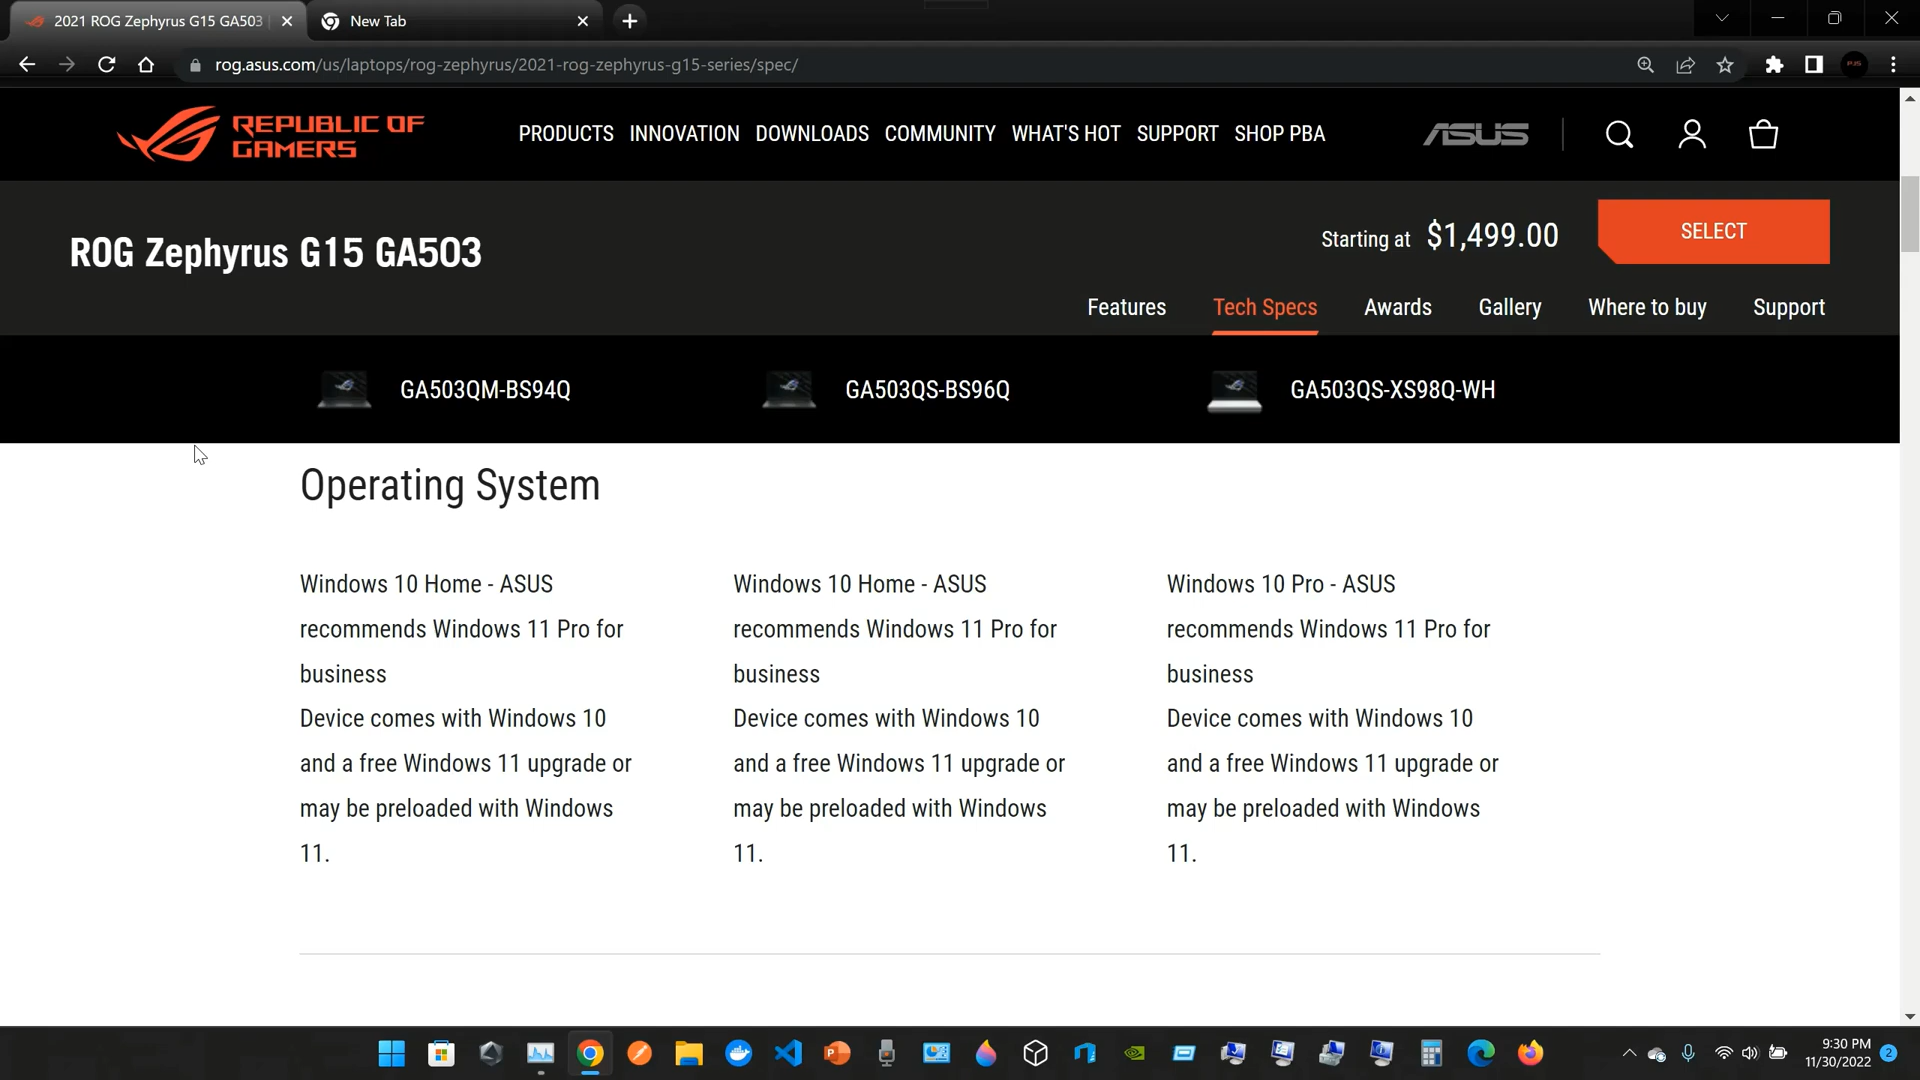 2021 ROG Zephyrus G15 GA503
New Tab
rog.asus.com/us/laptops/rog-zephyrus/2021-rog-zephyrus-g15-series/spec/
PJS
REPUBLIC OF
GAMERS
PRODUCTS INNOVATION DOWNLOADS COMMUNITY WHAT'S HOT SUPPORT SHOP PBA
ASUS
ROG Zephyrus G15 GA503
Starting at $1,499.00
SELECT
Features Tech Specs Awards Gallery Where to buy Support
GA503QM-BS94Q
GA503QS-BS96Q
GA503QS-XS98Q-WH
Operating System
Windows 10 Home - ASUS
recommends Windows 11 Pro for
business
Device comes with Windows 10
and a free Windows 11 upgrade or
may be preloaded with Windows
11.
Windows 10 Home - ASUS
recommends Windows 11 Pro for
business
Device comes with Windows 10
and a free Windows 11 upgrade or
may be preloaded with Windows
11.
Windows 10 Pro - ASUS
recommends Windows 11 Pro for
business
Device comes with Windows 10
and a free Windows 11 upgrade or
may be preloaded with Windows
11.
9:30 PM
11/30/2022
2